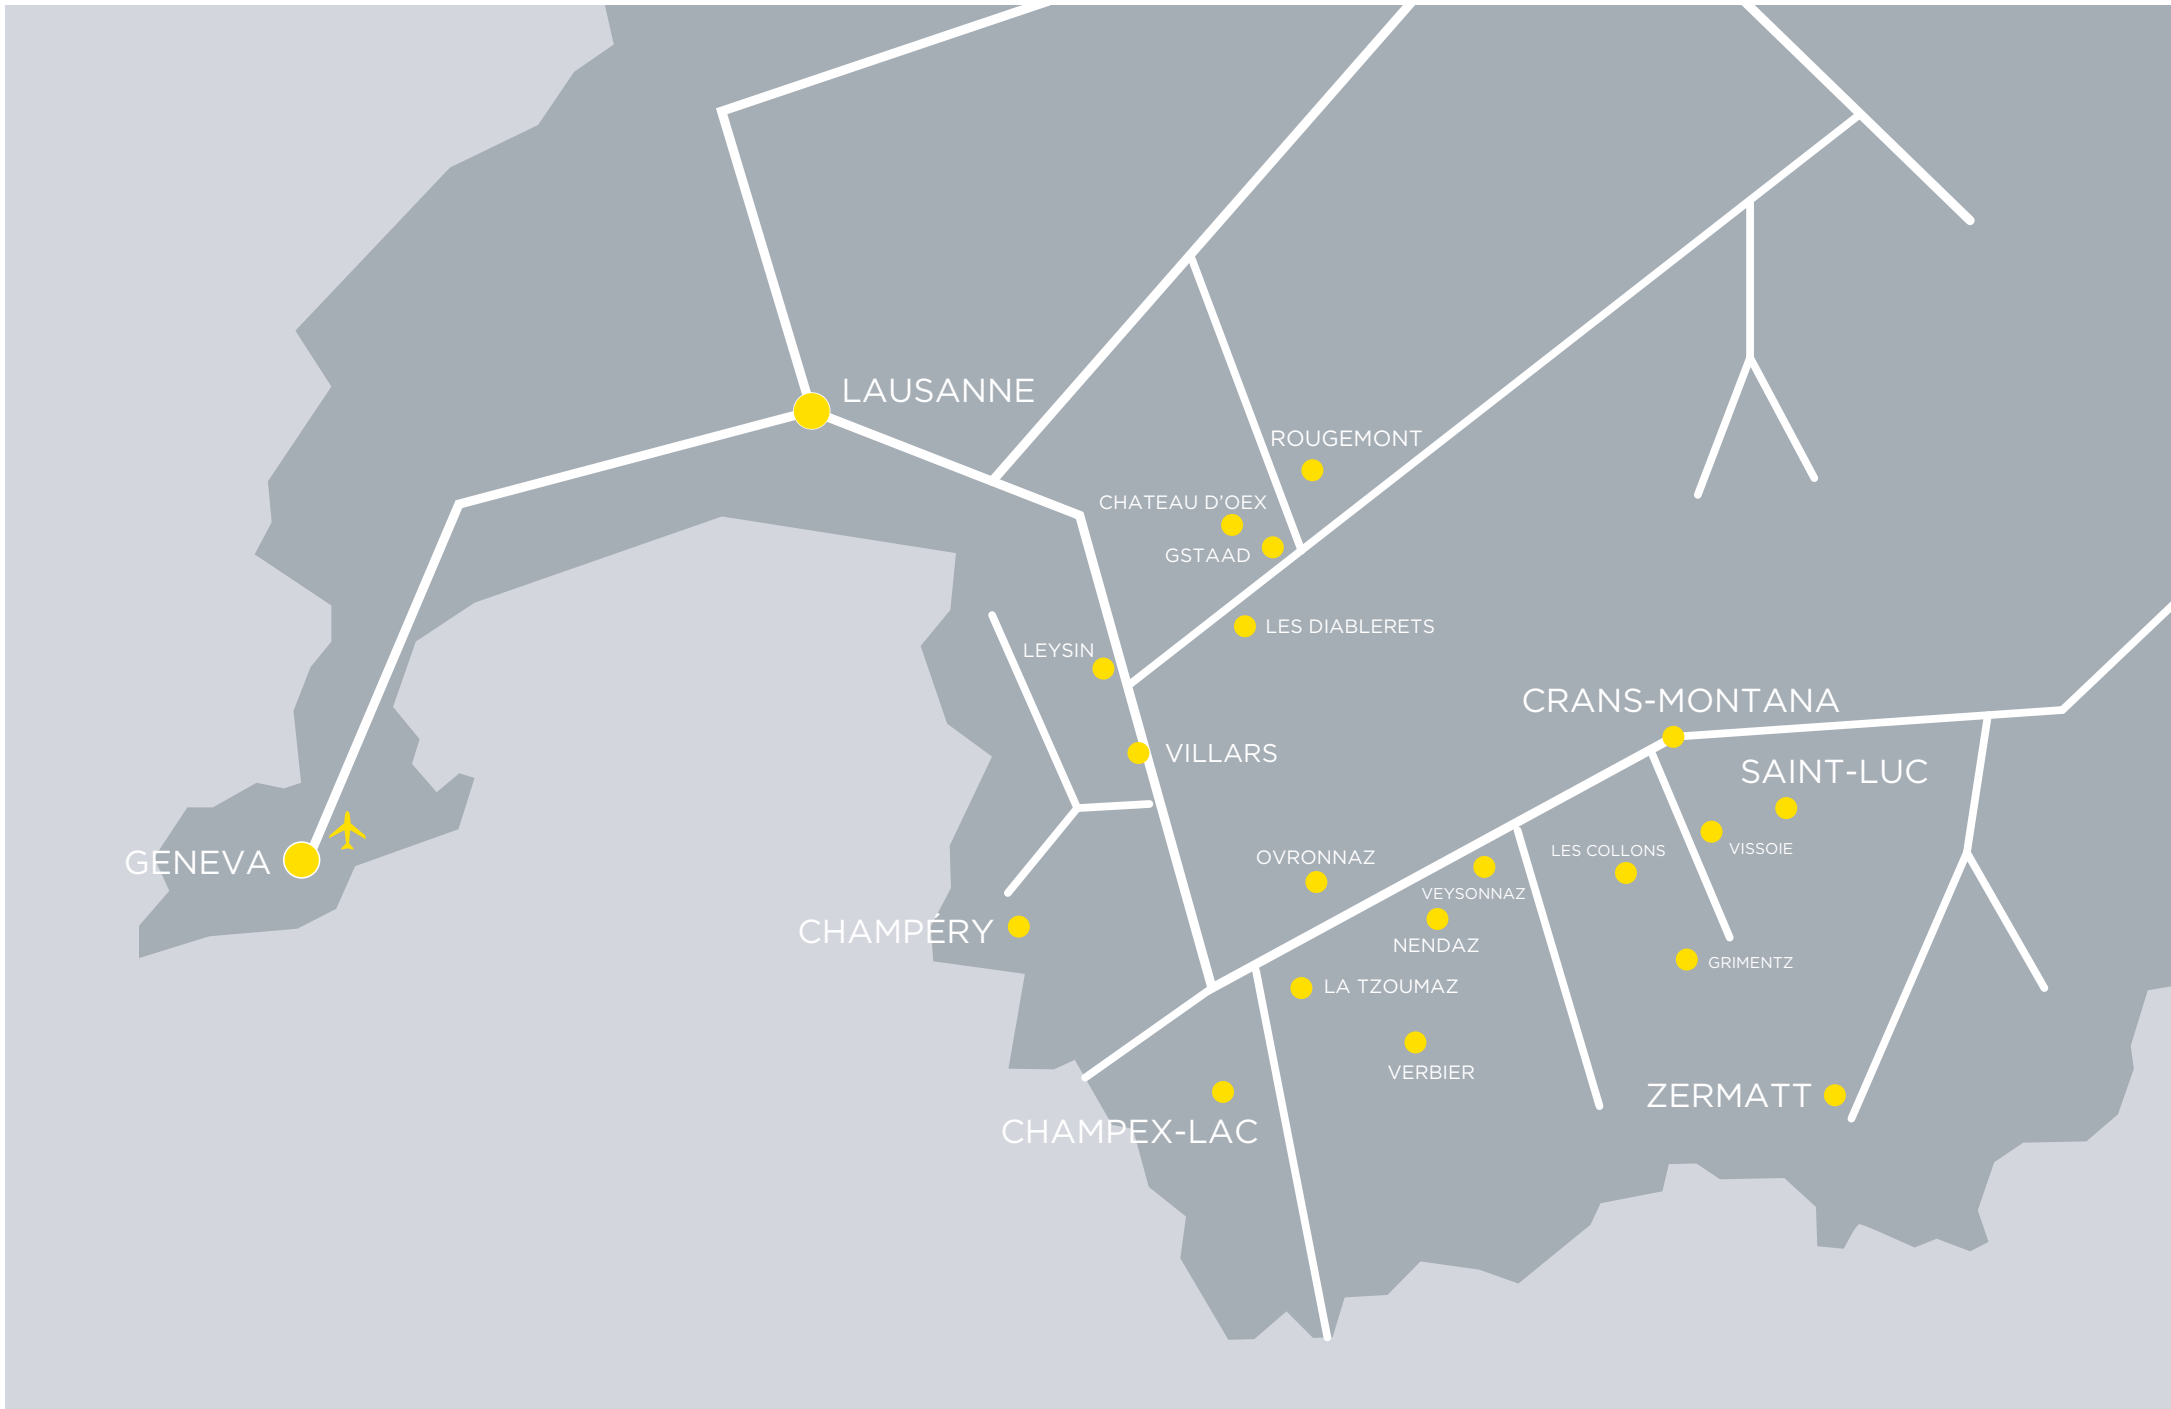 LAUSANNE
ROUGEMONT
CHATEAU D'OEX
GSTAAD
LES DIABLERETS
LEYSIN
CRANS-MONTANA
VILLARS
SAINT-LUC
VISSOIE
LES COLLONS
OVRONNAZ
GENEVA
VEYSONNAZ
CHAMPÉRY
NENDAZ
GRIMENTZ
LA TZOUMAZ
VERBIER
ZERMATT
CHAMPEX-LAC